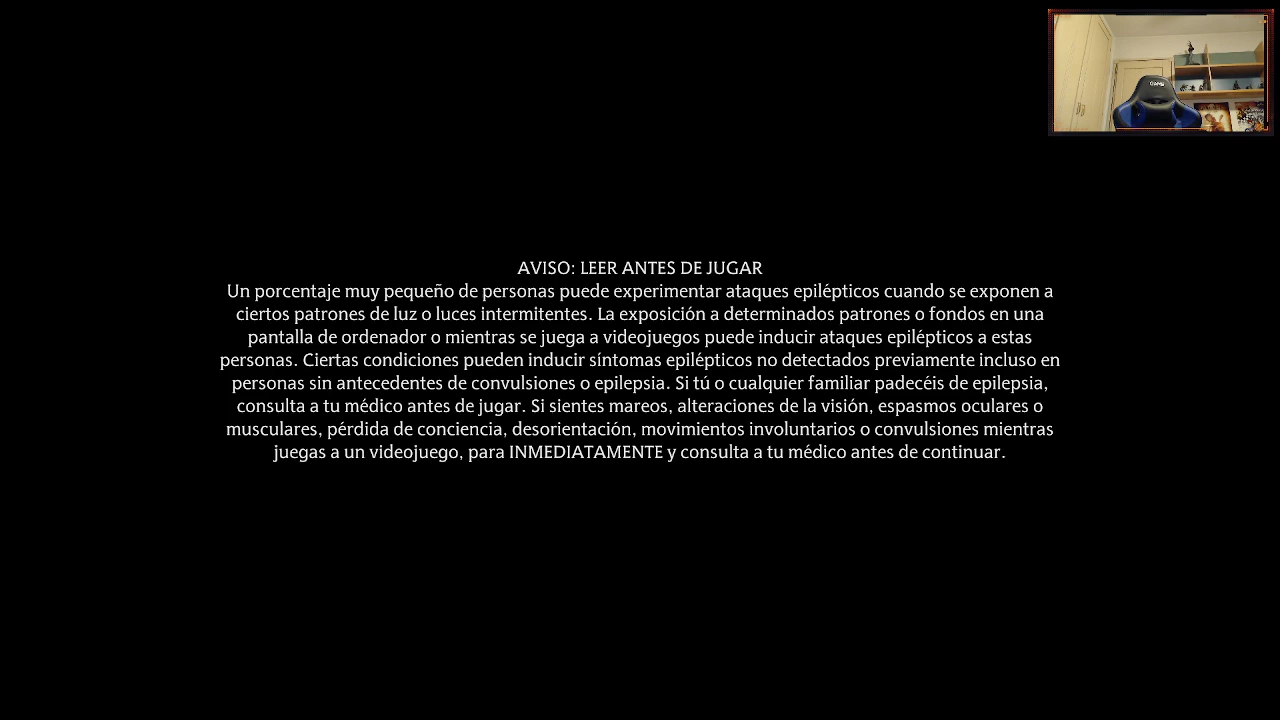 AVISO: LEER ANTES DE JUGAR
Un porcentaje muy pequeño de personas puede experimentar ataques epilépticos cuando se exponen a
ciertos patrones de luz o luces intermitentes. La exposición a determinados patrones o fondos en una
pantalla de ordenador o mientras se juega a videojuegos puede inducir ataques epilépticos a estas
personas. Ciertas condiciones pueden inducir síntomas epilépticos no detectados previamente incluso en
personas sin antecedentes de convulsiones o epilepsia. Si tú o cualquier familiar padecéis de epilepsia,
consulta a tu médico antes de jugar. Si sientes mareos, alteraciones de la visión, espasmos oculares o
musculares, pérdida de conciencia, desorientación, movimientos involuntarios o convulsiones mientras
juegas a un videojuego, para INMEDIATAMENTE y consulta a tu médico antes de continuar.